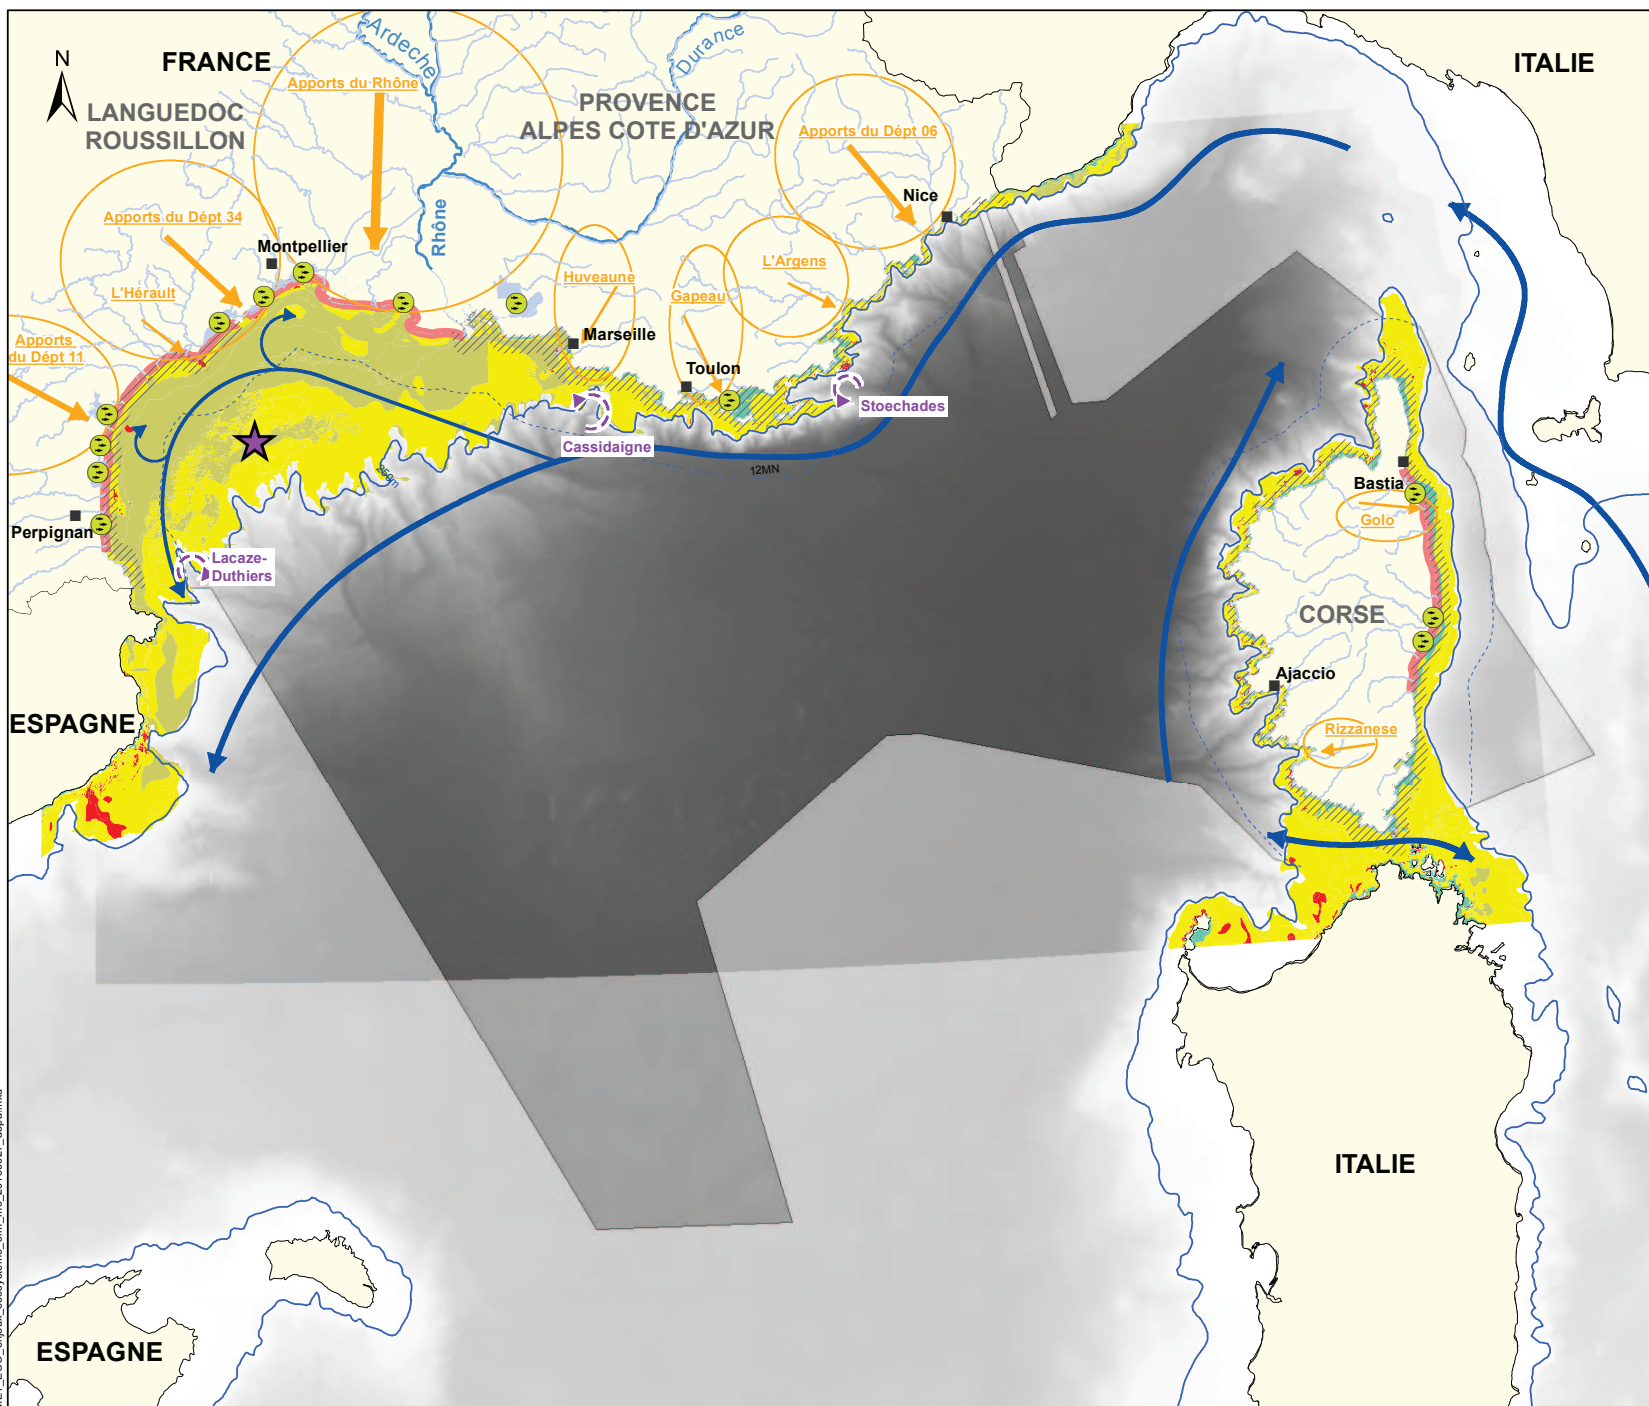 N
FRANCE
ITALIE
Ardeche
Durance
Apports du Rhône
LANGUEDOC
ROUSSILLON
PROVENCE
ALPES COTE D'AZUR
Apports du Dépt 06
Nice
Rhône
Apports du Dépt 34
Montpellier
L'Argens
Huveaune
L'Hérault
Gapeau
Marseille
Apports
du Dépt 11
Toulon
Stoechades
Cassidaigne
12MN
250m
Bastia
Golo
Perpignan
Lacaze-
Duthiers
CORSE
Ajaccio
ESPAGNE
Rizzanese
ITALIE
ESPAGNE